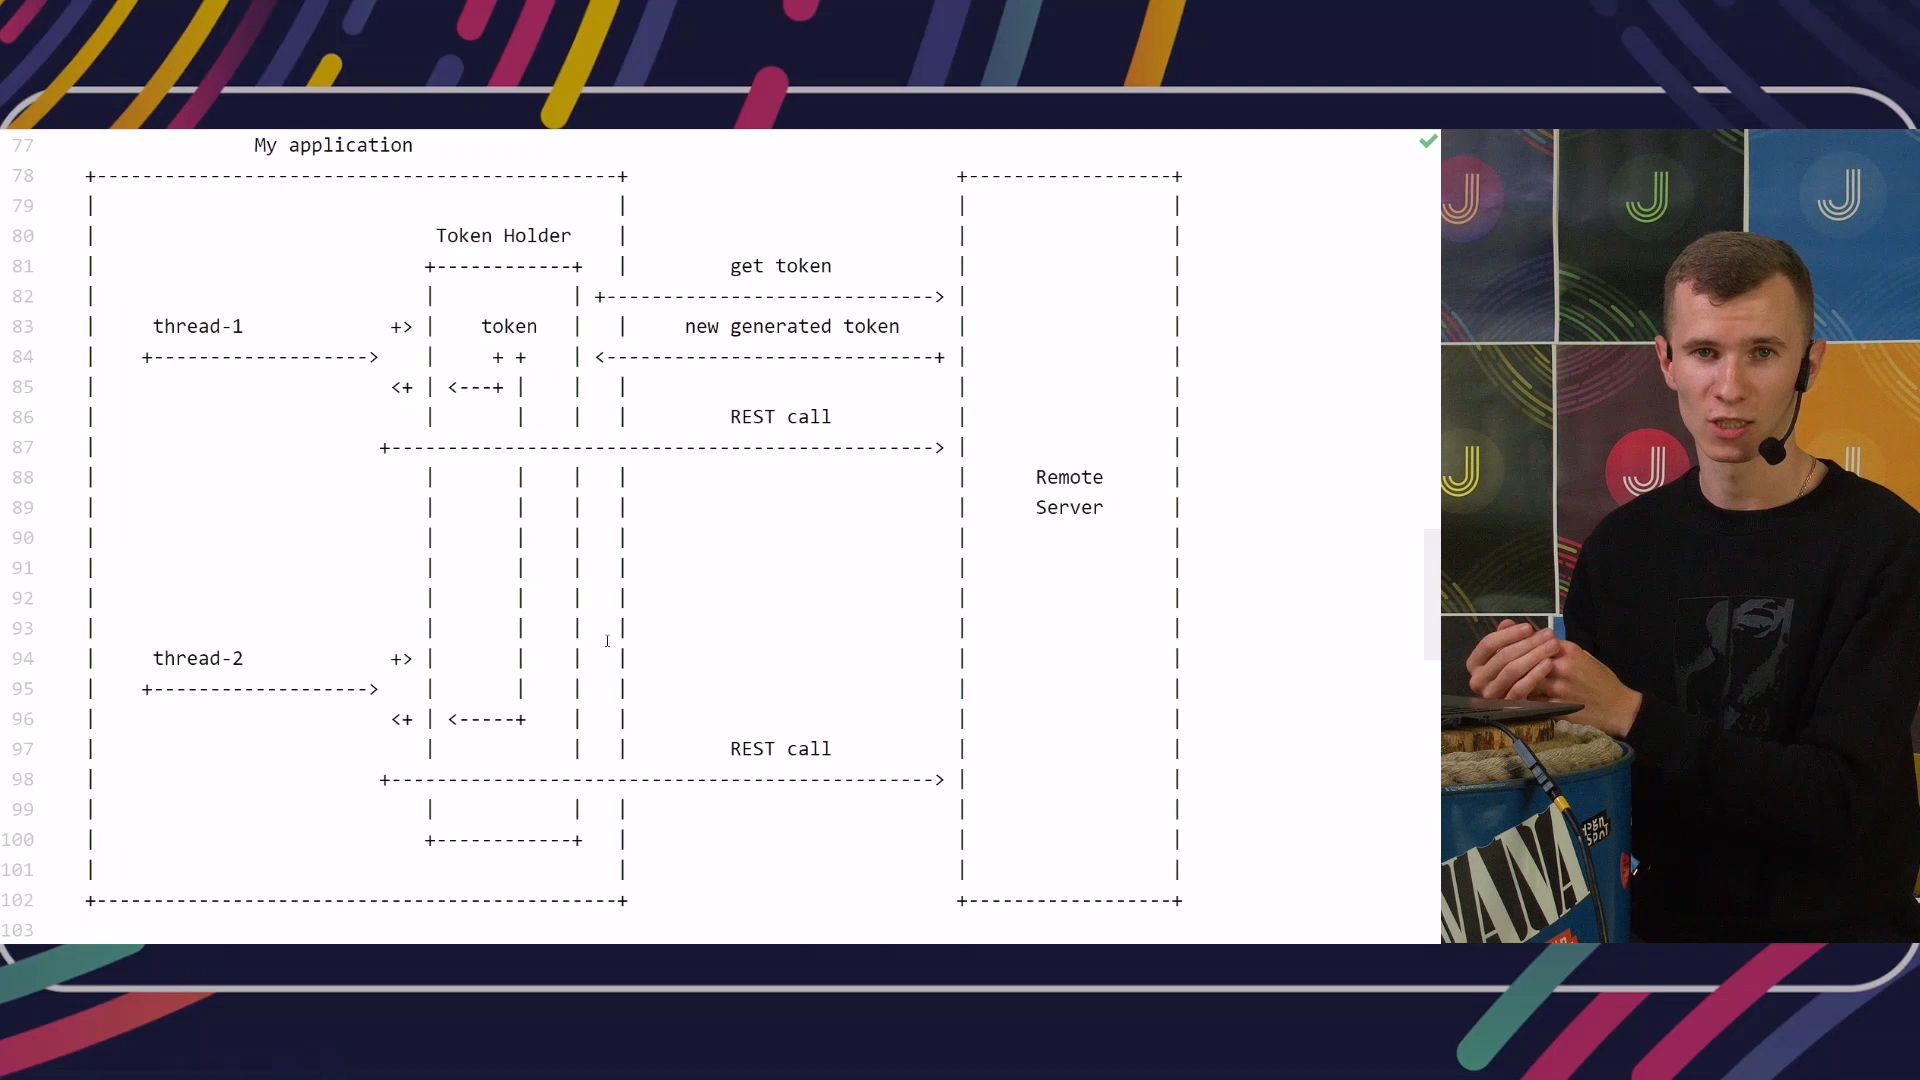 77 My application
78 +-----------------------------------------------+ +------------------+
79 | | | |
80 | Token Holder | | |
81 | +------------+ | get token | |
82 | | | +----------------------------> | |
83 | thread-1 +> | token | | new generated token | |
84 | +-------------------> | + + | <-----------------------------+ | |
85 | <+ | <---+ | | | | |
86 | | | | | REST call | |
87 | +------------------------------------------------> | |
88 | | | | | | Remote |
89 | | | | | | Server |
90 | | | | | | |
91 | | | | | | |
92 | | | | | | |
93 | | | | | | |
94 | thread-2 +> | | | | | |
95 | +-------------------> | | | | | |
96 | <+ | <-----+ | | | |
97 | | | | REST call | |
98 | +------------------------------------------------> | |
99 | | | | | |
100 | +------------+ | | |
101 | | | |
102 +-----------------------------------------------+ +------------------+
103